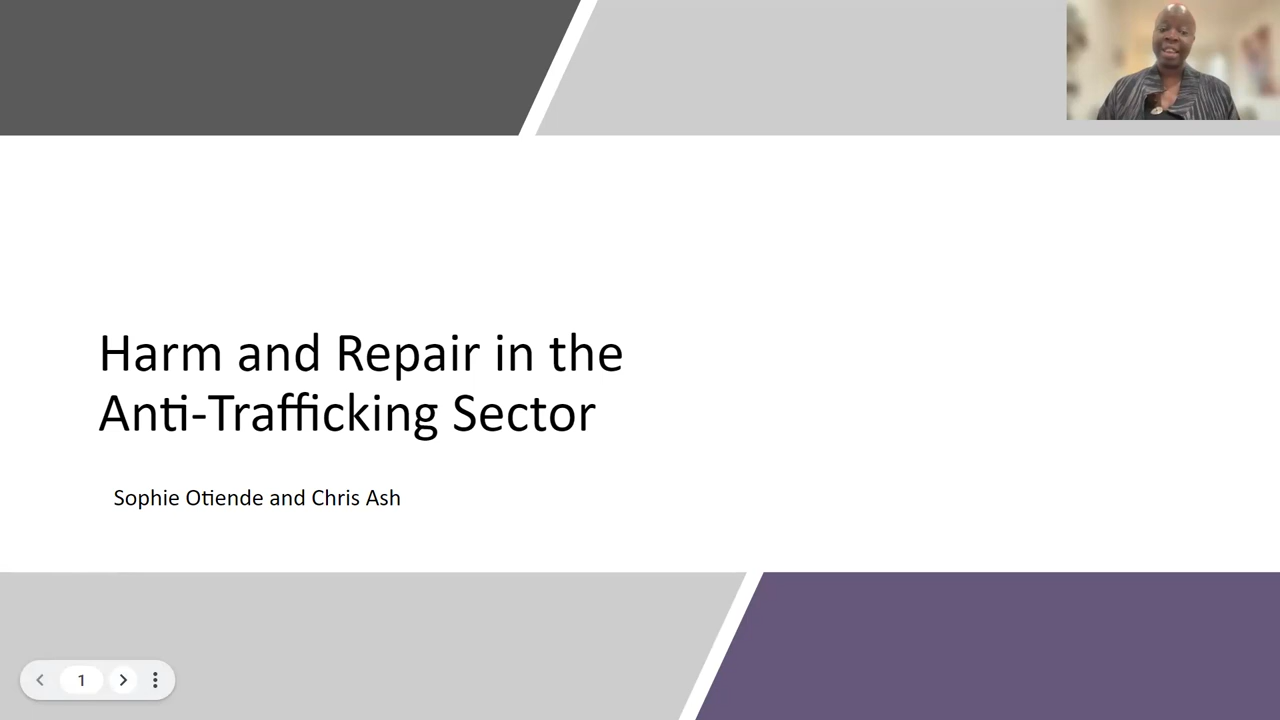 Harm and Repair in the
Anti-Trafficking Sector
Sophie Otiende and Chris Ash
1